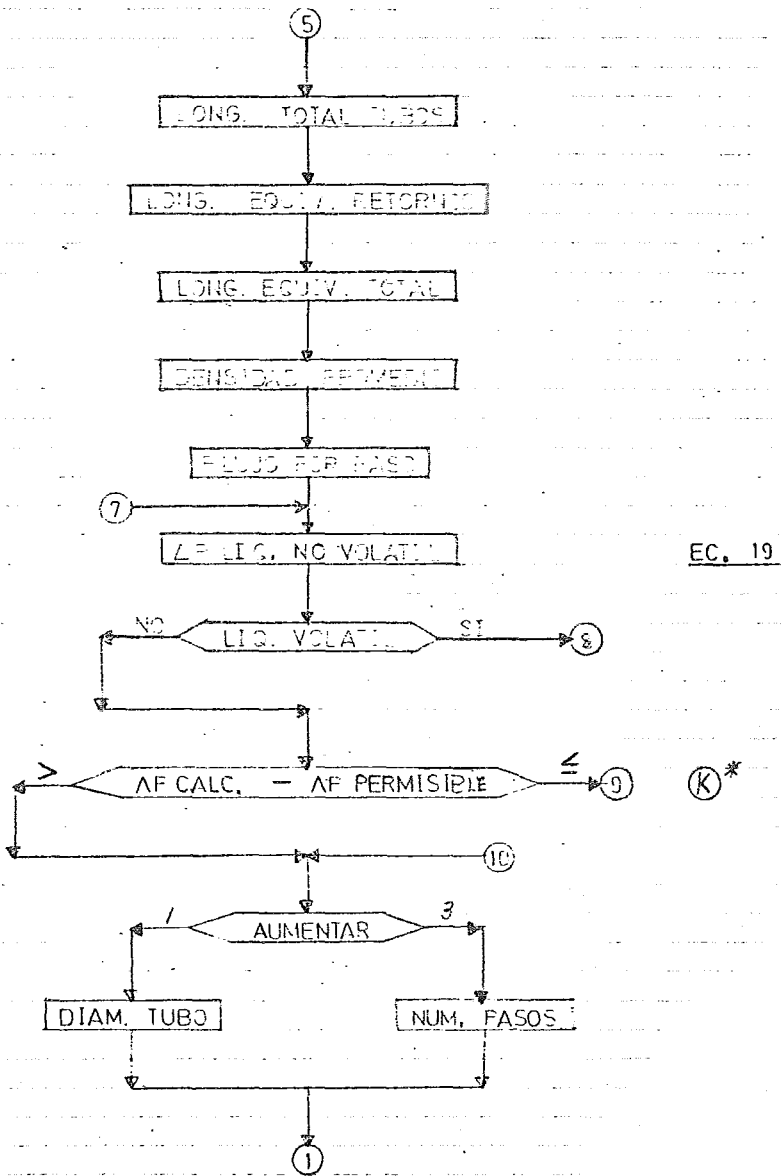 5
LONG. TOTAL TUBOS
LONG. EQUIV. RETORNOS
LONG. EQUIV. TOTAL
DENSIDAD PROMEDIO
FLUJO POR PASO
7
ΔP LIQ. NO VOLATIL
EC. 19
NO
LIQ. VOLATIL
SI
8
>
ΔP CALC. - ΔP PERMISIBLE
≤
9
K*
10
1
AUMENTAR
3
DIAM. TUBO
NUM. PASOS
1